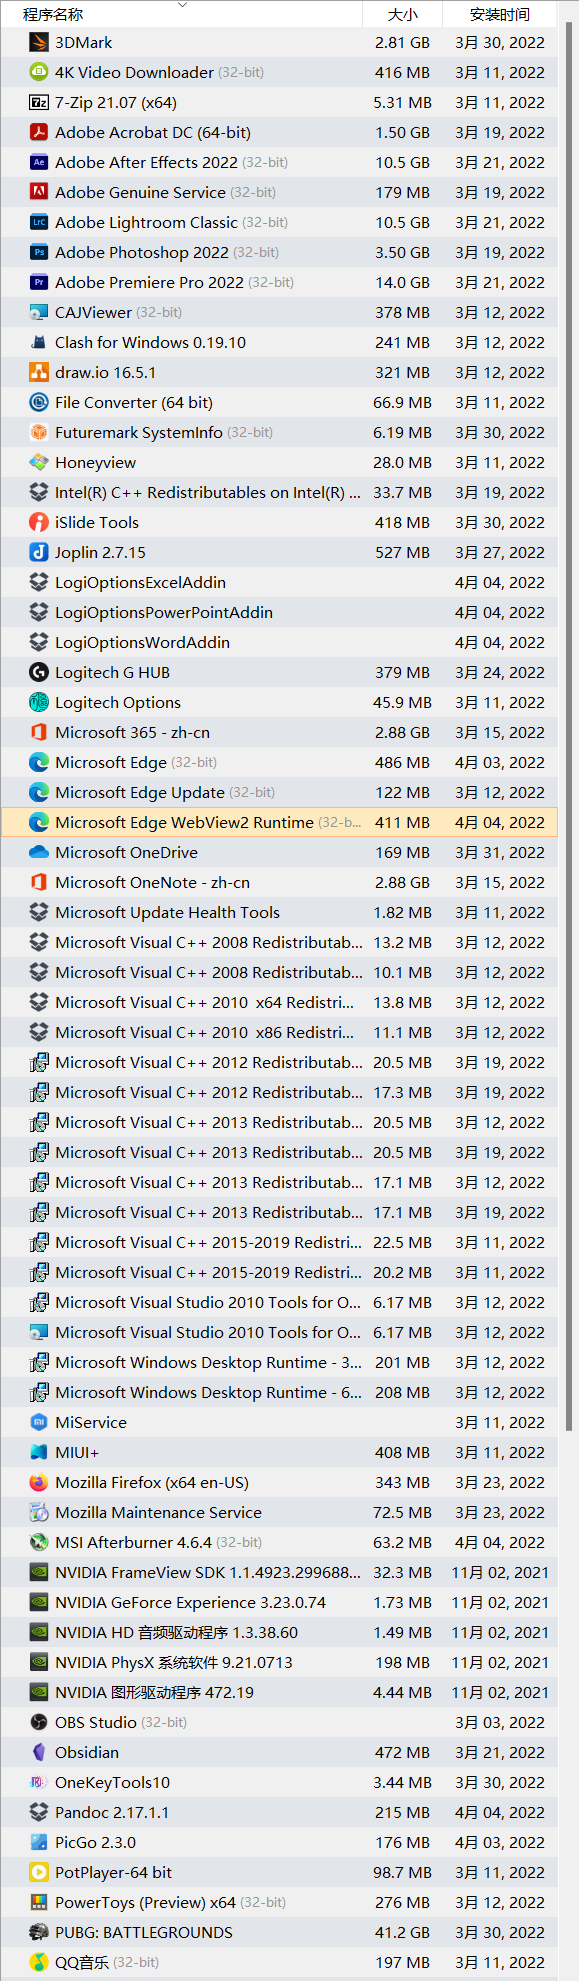 程序名称 大小 安装时间
3DMark 2.81 GB 3月 30, 2022
4K Video Downloader (32-bit) 416 MB 3月 11, 2022
7-Zip 21.07 (x64) 5.31 MB 3月 11, 2022
Adobe Acrobat DC (64-bit) 1.50 GB 3月 19, 2022
Adobe After Effects 2022 (32-bit) 10.5 GB 3月 21, 2022
Adobe Genuine Service (32-bit) 179 MB 3月 19, 2022
Adobe Lightroom Classic (32-bit) 10.5 GB 3月 21, 2022
Adobe Photoshop 2022 (32-bit) 3.50 GB 3月 19, 2022
Adobe Premiere Pro 2022 (32-bit) 14.0 GB 3月 21, 2022
CAJViewer (32-bit) 378 MB 3月 12, 2022
Clash for Windows 0.19.10 241 MB 3月 12, 2022
draw.io 16.5.1 321 MB 3月 12, 2022
File Converter (64 bit) 66.9 MB 3月 11, 2022
Futuremark SystemInfo (32-bit) 6.19 MB 3月 30, 2022
Honeyview 28.0 MB 3月 11, 2022
Intel(R) C++ Redistributables on Intel(R) ... 33.7 MB 3月 19, 2022
iSlide Tools 418 MB 3月 30, 2022
Joplin 2.7.15 527 MB 3月 27, 2022
LogiOptionsExcelAddin 4月 04, 2022
LogiOptionsPowerPointAddin 4月 04, 2022
LogiOptionsWordAddin 4月 04, 2022
Logitech G HUB 379 MB 3月 24, 2022
Logitech Options 45.9 MB 3月 11, 2022
Microsoft 365 - zh-cn 2.88 GB 3月 15, 2022
Microsoft Edge (32-bit) 486 MB 4月 03, 2022
Microsoft Edge Update (32-bit) 122 MB 3月 12, 2022
Microsoft Edge WebView2 Runtime (32-b... 411 MB 4月 04, 2022
Microsoft OneDrive 169 MB 3月 31, 2022
Microsoft OneNote - zh-cn 2.88 GB 3月 15, 2022
Microsoft Update Health Tools 1.82 MB 3月 11, 2022
Microsoft Visual C++ 2008 Redistributab... 13.2 MB 3月 12, 2022
Microsoft Visual C++ 2008 Redistributab... 10.1 MB 3月 12, 2022
Microsoft Visual C++ 2010 x64 Redistri... 13.8 MB 3月 12, 2022
Microsoft Visual C++ 2010 x86 Redistri... 11.1 MB 3月 12, 2022
Microsoft Visual C++ 2012 Redistributab... 20.5 MB 3月 19, 2022
Microsoft Visual C++ 2012 Redistributab... 17.3 MB 3月 19, 2022
Microsoft Visual C++ 2013 Redistributab... 20.5 MB 3月 12, 2022
Microsoft Visual C++ 2013 Redistributab... 20.5 MB 3月 19, 2022
Microsoft Visual C++ 2013 Redistributab... 17.1 MB 3月 12, 2022
Microsoft Visual C++ 2013 Redistributab... 17.1 MB 3月 19, 2022
Microsoft Visual C++ 2015-2019 Redistri... 22.5 MB 3月 11, 2022
Microsoft Visual C++ 2015-2019 Redistri... 20.2 MB 3月 11, 2022
Microsoft Visual Studio 2010 Tools for O... 6.17 MB 3月 12, 2022
Microsoft Visual Studio 2010 Tools for O... 6.17 MB 3月 12, 2022
Microsoft Windows Desktop Runtime - 3... 201 MB 3月 12, 2022
Microsoft Windows Desktop Runtime - 6... 208 MB 3月 12, 2022
MiService 3月 11, 2022
MIUI+ 408 MB 3月 11, 2022
Mozilla Firefox (x64 en-US) 343 MB 3月 23, 2022
Mozilla Maintenance Service 72.5 MB 3月 23, 2022
MSI Afterburner 4.6.4 (32-bit) 63.2 MB 4月 04, 2022
NVIDIA FrameView SDK 1.1.4923.299688... 32.3 MB 11月 02, 2021
NVIDIA GeForce Experience 3.23.0.74 1.73 MB 11月 02, 2021
NVIDIA HD 音频驱动程序 1.3.38.60 1.49 MB 11月 02, 2021
NVIDIA PhysX 系统软件 9.21.0713 198 MB 11月 02, 2021
NVIDIA 图形驱动程序 472.19 4.44 MB 11月 02, 2021
OBS Studio (32-bit) 3月 03, 2022
Obsidian 472 MB 3月 21, 2022
OneKeyTools10 3.44 MB 3月 30, 2022
Pandoc 2.17.1.1 215 MB 4月 04, 2022
PicGo 2.3.0 176 MB 4月 03, 2022
PotPlayer-64 bit 98.7 MB 3月 11, 2022
PowerToys (Preview) x64 (32-bit) 276 MB 3月 12, 2022
PUBG: BATTLEGROUNDS 41.2 GB 3月 30, 2022
QQ音乐 (32-bit) 197 MB 3月 11, 2022